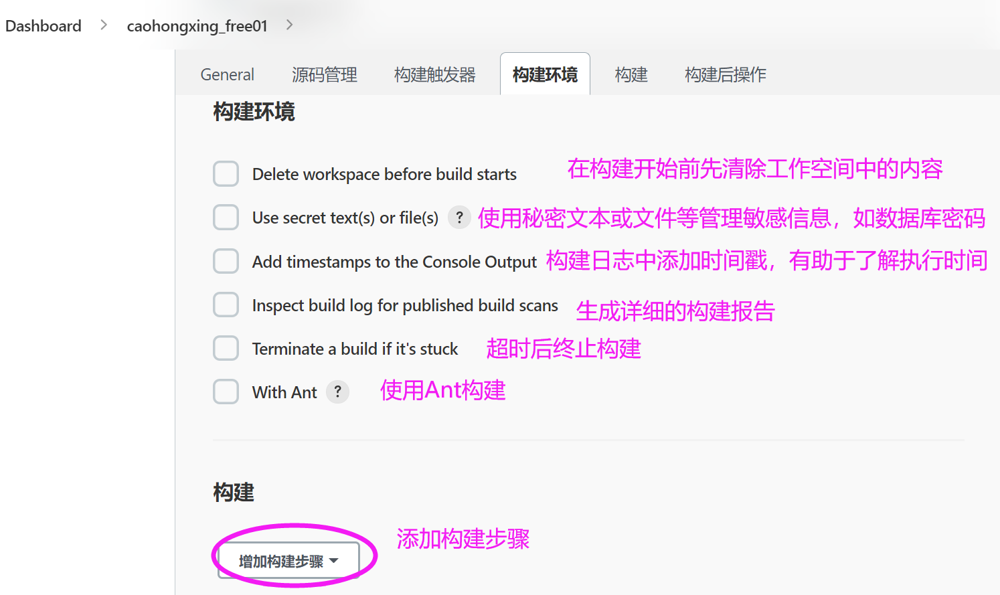 Dashboard > caohongxing_free01 >
General 源码管理 构建触发器 构建环境 构建 构建后操作
构建环境
Delete workspace before build starts 在构建开始前先清除工作空间中的内容
Use secret text(s) or file(s) ? 使用秘密文本或文件等管理敏感信息，如数据库密码
Add timestamps to the Console Output 构建日志中添加时间戳，有助于了解执行时间
Inspect build log for published build scans 生成详细的构建报告
Terminate a build if it's stuck 超时后终止构建
With Ant ? 使用Ant构建
构建
添加构建步骤
增加构建步骤